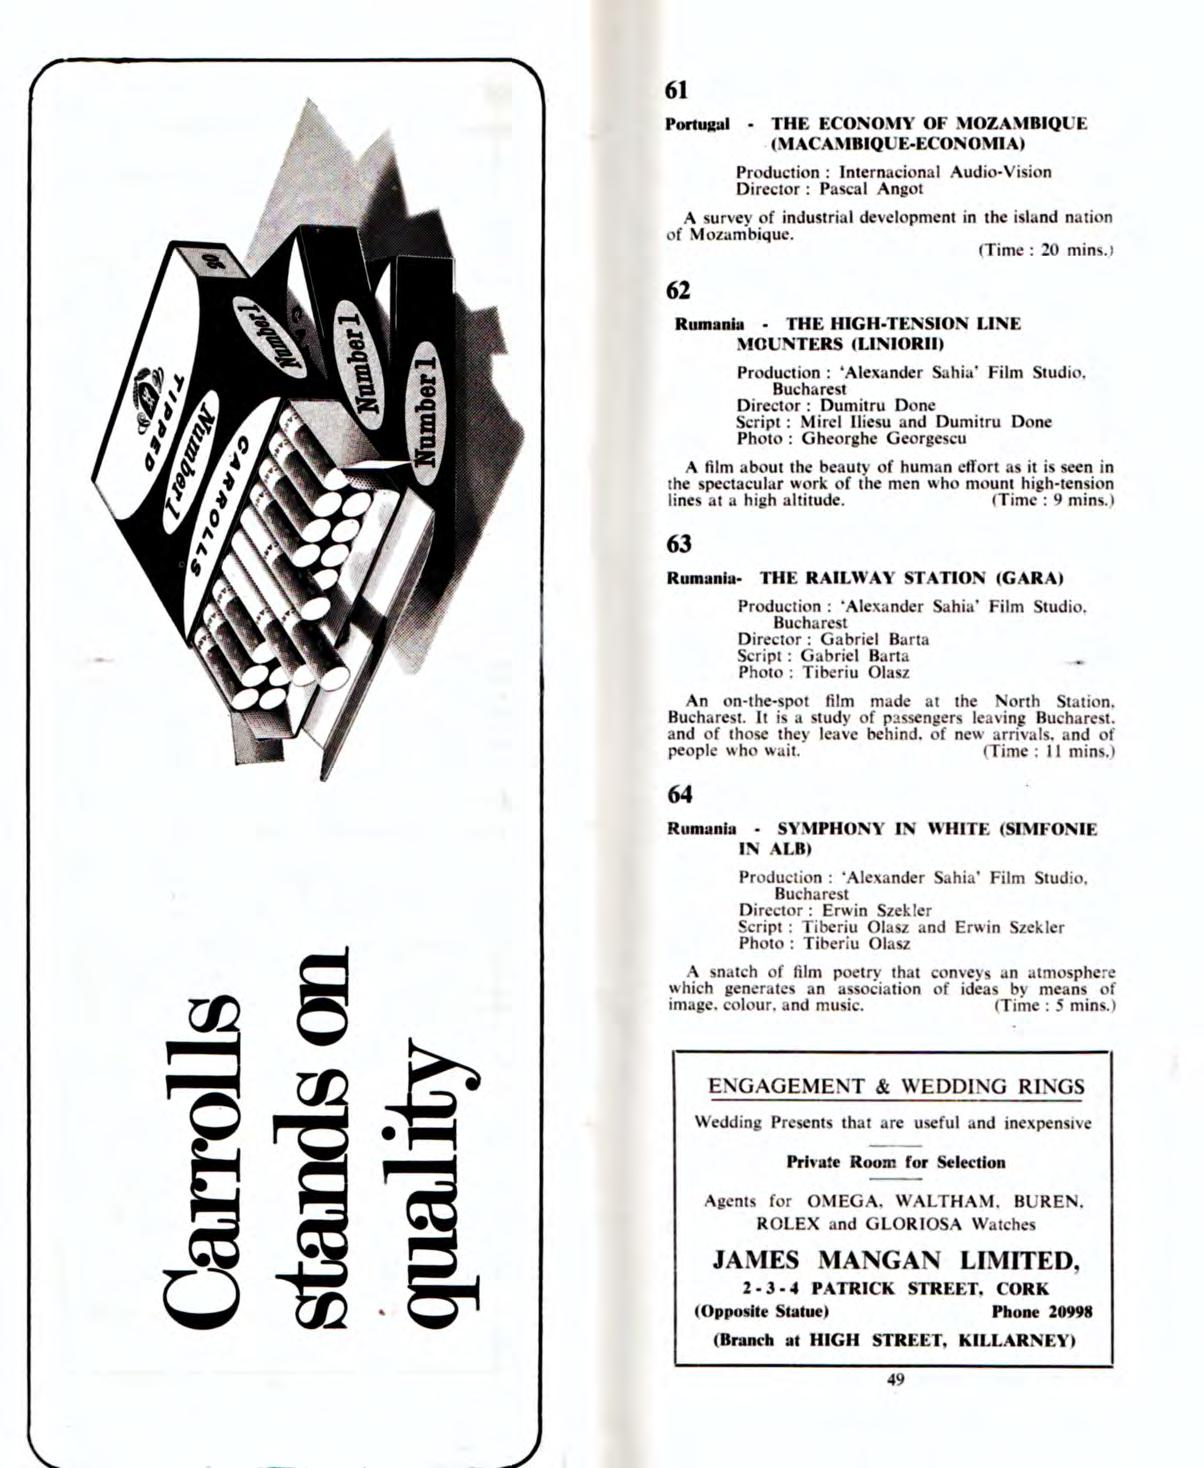 20
TIPPED
Number 1
CARROLLS
Number 1
Number 1
Number 1
Carrolls
stands on
quality
61
Portugal - THE ECONOMY OF MOZAMBIQUE
(MACAMBIQUE-ECONOMIA)
Production : Internacional Audio-Vision
Director : Pascal Angot
A survey of industrial development in the island nation
of Mozambique.
(Time : 20 mins.)
62
Rumania - THE HIGH-TENSION LINE
MOUNTERS (LINIORII)
Production : 'Alexander Sahia' Film Studio,
Bucharest
Director : Dumitru Done
Script : Mirel Iliesu and Dumitru Done
Photo : Gheorghe Georgescu
A film about the beauty of human effort as it is seen in
the spectacular work of the men who mount high-tension
lines at a high altitude. (Time : 9 mins.)
63
Rumania- THE RAILWAY STATION (GARA)
Production : 'Alexander Sahia' Film Studio,
Bucharest
Director : Gabriel Barta
Script : Gabriel Barta
Photo : Tiberiu Olasz
An on-the-spot film made at the North Station,
Bucharest. It is a study of passengers leaving Bucharest,
and of those they leave behind, of new arrivals, and of
people who wait. (Time : 11 mins.)
64
Rumania - SYMPHONY IN WHITE (SIMFONIE
IN ALB)
Production : 'Alexander Sahia' Film Studio,
Bucharest
Director : Erwin Szekler
Script : Tiberiu Olasz and Erwin Szekler
Photo : Tiberiu Olasz
A snatch of film poetry that conveys an atmosphere
which generates an association of ideas by means of
image, colour, and music. (Time : 5 mins.)
ENGAGEMENT & WEDDING RINGS
Wedding Presents that are useful and inexpensive
Private Room for Selection
Agents for OMEGA, WALTHAM, BUREN,
ROLEX and GLORIOSA Watches
JAMES MANGAN LIMITED,
2 - 3 - 4 PATRICK STREET, CORK
(Opposite Statue) Phone 20998
(Branch at HIGH STREET, KILLARNEY)
49